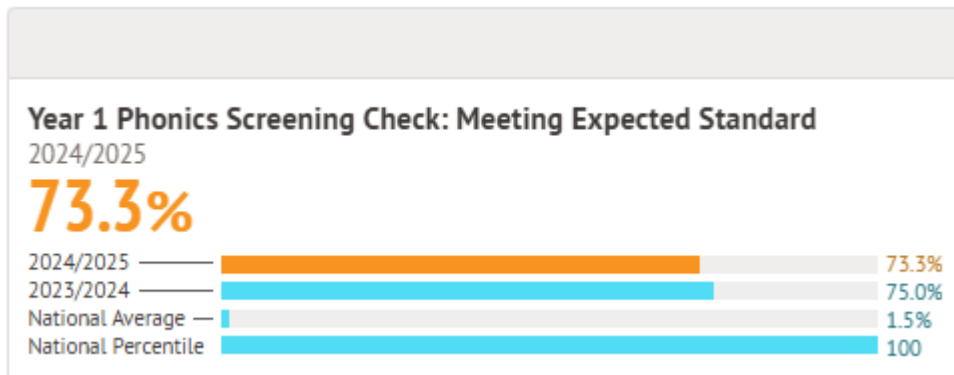 Year 1 Phonics Screening Check: Meeting Expected Standard
2024/2025
73.3%
2024/2025 73.3%
2023/2024 75.0%
National Average 1.5%
National Percentile 100